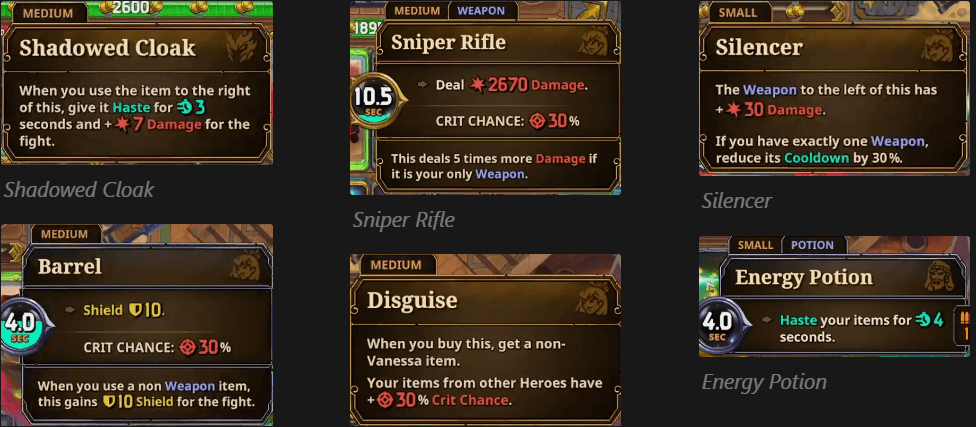 2600
MEDIUM
Shadowed Cloak
When you use the item to the right
of this, give it Haste for 3
seconds and + 7 Damage for the
fight.
Shadowed Cloak
MEDIUM
Barrel
4.0
SEC
Shield 10.
CRIT CHANCE: 30%
When you use a non Weapon item,
this gains 10 Shield for the fight.
MEDIUM WEAPON
189
Sniper Rifle
10.5
SEC
Deal 2670 Damage.
CRIT CHANCE: 30%
This deals 5 times more Damage if
it is your only Weapon.
Sniper Rifle
MEDIUM
Disguise
When you buy this, get a non-
Vanessa item.
Your items from other Heroes have
+ 30% Crit Chance.
SMALL
Silencer
The Weapon to the left of this has
+ 30 Damage.
If you have exactly one Weapon,
reduce its Cooldown by 30%.
Silencer
SMALL POTION
Energy Potion
4.0
SEC
Haste your items for 4
seconds.
1
Energy Potion